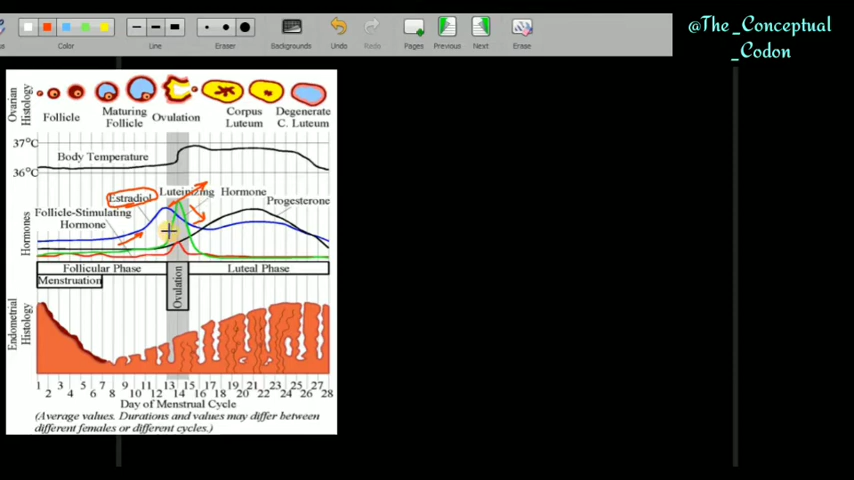 @The_Conceptual
_Codon
Color
Line
Eraser
Backgrounds
Undo
Redo
Pages
Previous
Next
Erase
Ovarian
Histology
Follicle
Maturing
Follicle
Ovulation
Corpus
Luteum
Degenerate
C. Luteum
37°C
Body Temperature
36°C
Hormones
Estradiol
Luteinizing Hormone
Follicle-Stimulating
Hormone
Progesterone
Follicular Phase
Ovulation
Luteal Phase
Menstruation
Endometrial
Histology
1 3 5 7 9 11 13 15 17 19 21 23 25 27
2 4 6 8 10 12 14 16 18 20 22 24 26 28
Day of Menstrual Cycle
(Average values. Durations and values may differ between
different females or different cycles.)